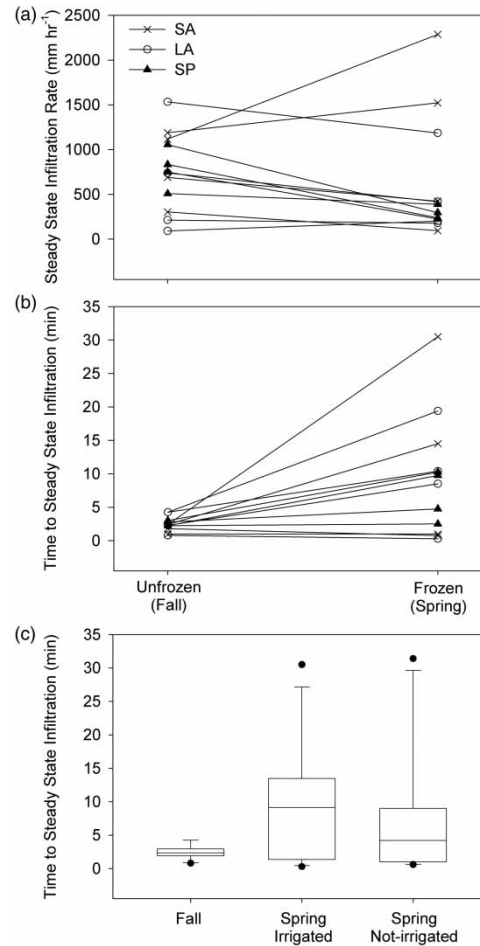 (a)
Steady State Infiltration Rate (mm hr-1)
2500
2000
1500
1000
500
0
SA
LA
SP
(b)
Time to Steady State Infiltration (min)
35
30
25
20
15
10
5
0
Unfrozen
(Fall)
Frozen
(Spring)
(c)
Time to Steady State Infiltration (min)
35
30
25
20
15
10
5
0
Fall
Spring
Irrigated
Spring
Not-irrigated